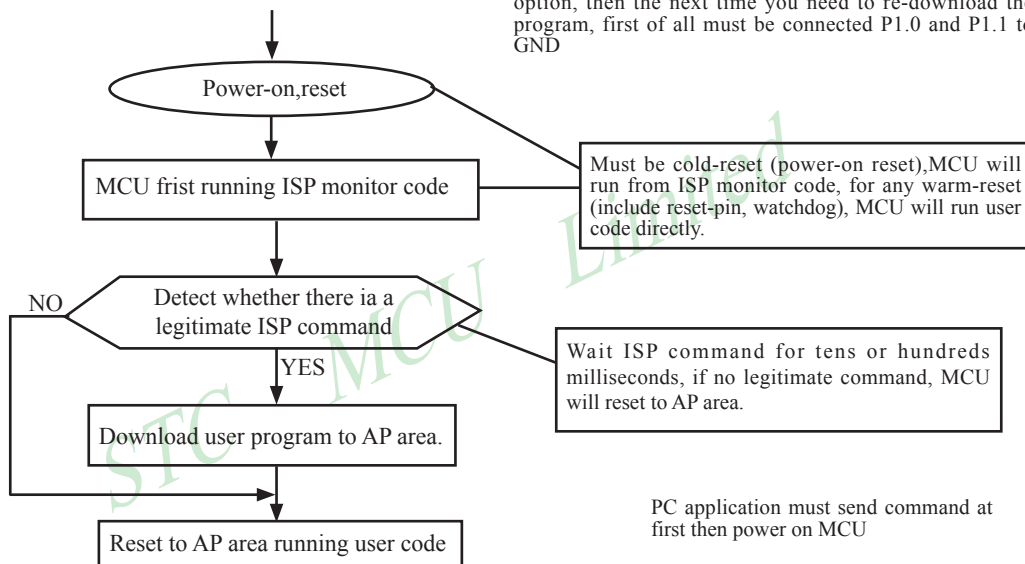 option, then the next time you need to re-download the
program, first of all must be connected P1.0 and P1.1 to
GND
Power-on,reset
Must be cold-reset (power-on reset),MCU will
run from ISP monitor code, for any warm-reset
(include reset-pin, watchdog), MCU will run user
code directly.
MCU frist running ISP monitor code
NO
Detect whether there ia a
legitimate ISP command
YES
Wait ISP command for tens or hundreds
milliseconds, if no legitimate command, MCU
will reset to AP area.
Download user program to AP area.
PC application must send command at
first then power on MCU
Reset to AP area running user code
STC MCU Limited